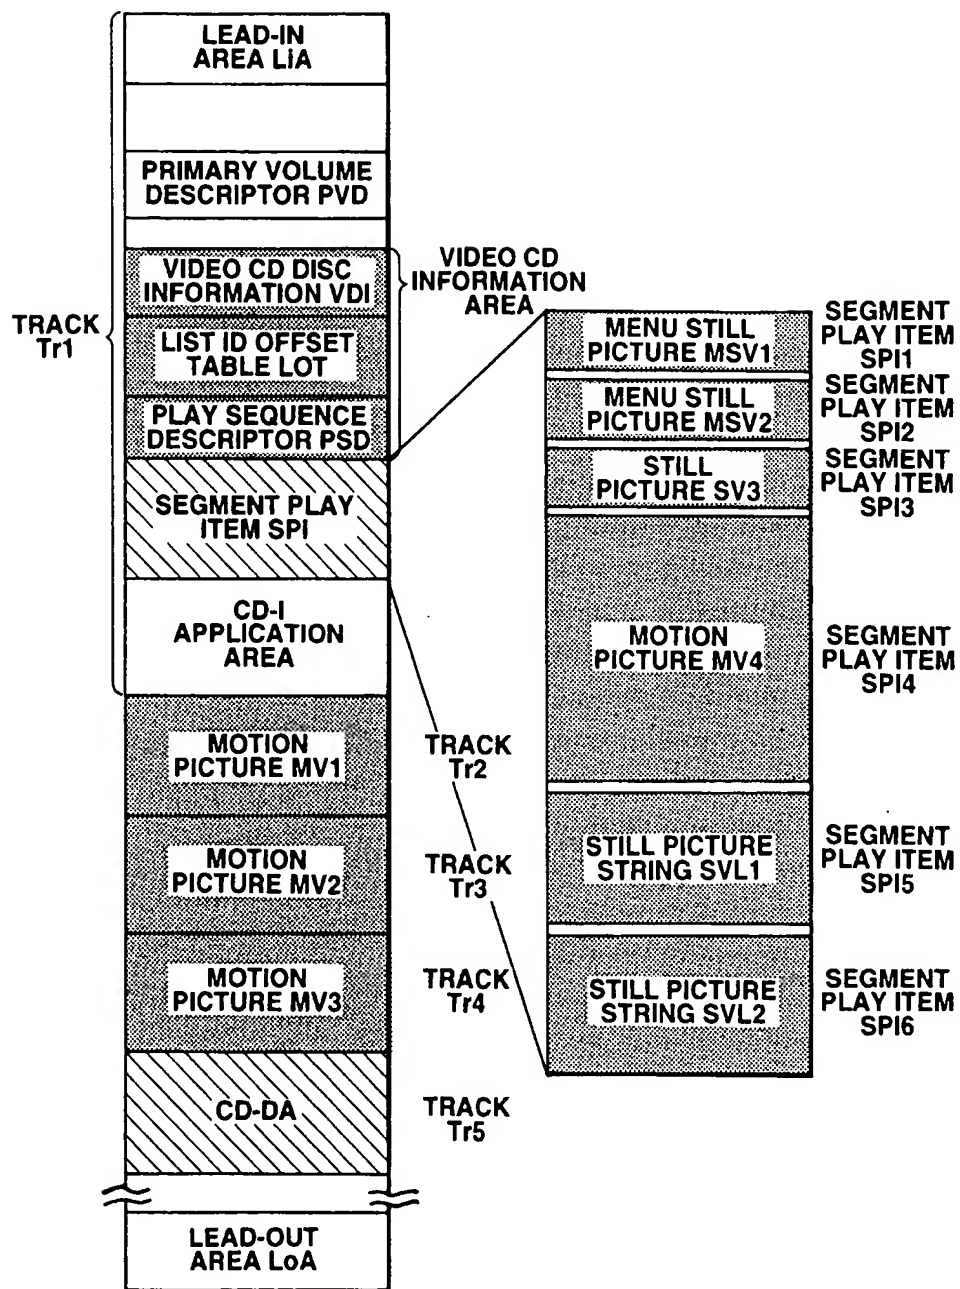 LEAD-IN
AREA LiA
PRIMARY VOLUME
DESCRIPTOR PVD
VIDEO CD DISC
INFORMATION VDI
LIST ID OFFSET
TABLE LOT
PLAY SEQUENCE
DESCRIPTOR PSD
SEGMENT PLAY
ITEM SPI
CD-I
APPLICATION
AREA
MOTION
PICTURE MV1
MOTION
PICTURE MV2
MOTION
PICTURE MV3
CD-DA
LEAD-OUT
AREA LoA
TRACK
Tr1
VIDEO CD
INFORMATION
AREA
TRACK
Tr2
TRACK
Tr3
TRACK
Tr4
TRACK
Tr5
MENU STILL
PICTURE MSV1
MENU STILL
PICTURE MSV2
STILL
PICTURE SV3
MOTION
PICTURE MV4
STILL PICTURE
STRING SVL1
STILL PICTURE
STRING SVL2
SEGMENT
PLAY ITEM
SPI1
SEGMENT
PLAY ITEM
SPI2
SEGMENT
PLAY ITEM
SPI3
SEGMENT
PLAY ITEM
SPI4
SEGMENT
PLAY ITEM
SPI5
SEGMENT
PLAY ITEM
SPI6